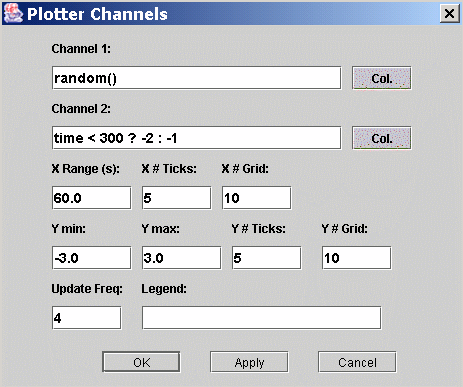 Plotter Channels
Channel 1:
random()
Col.
Channel 2:
time < 300 ? -2 : -1
Col.
X Range (s): X # Ticks: X # Grid:
60.0 5 10
Y min: Y max: Y # Ticks: Y # Grid:
-3.0 3.0 5 10
Update Freq: Legend:
4
OK Apply Cancel